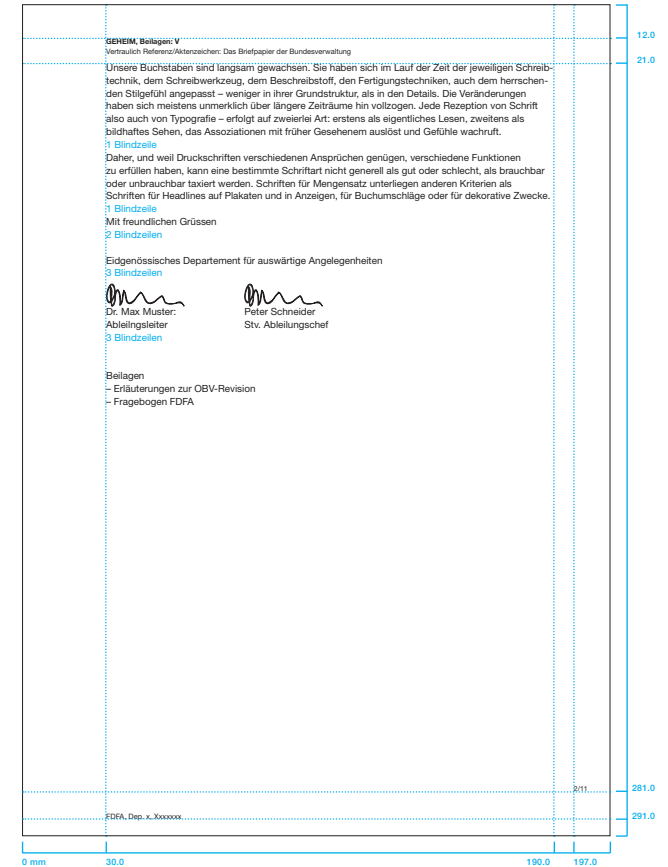 GEHEIM, Beilagen: V
Vertraulich Referenz/Aktenzeichen: Das Briefpapier der Bundesverwaltung
Unsere Buchstaben sind langsam gewachsen. Sie haben sich im Lauf der Zeit der jeweiligen Schreib-
technik, dem Schreibwerkzeug, dem Beschreibstoff, den Fertigungstechniken, auch dem herrschen-
den Stilgefühl angepasst – weniger in ihrer Grundstruktur, als in den Details. Die Veränderungen
haben sich meistens unmerklich über längere Zeiträume hin vollzogen. Jede Rezeption von Schrift
also auch von Typografie – erfolgt auf zweierlei Art: erstens als eigentliches Lesen, zweitens als
bildhaftes Sehen, das Assoziationen mit früher Gesehenem auslöst und Gefühle wachruft.
1 Blindzeile
Daher, und weil Druckschriften verschiedenen Ansprüchen genügen, verschiedene Funktionen
zu erfüllen haben, kann eine bestimmte Schriftart nicht generell als gut oder schlecht, als brauchbar
oder unbrauchbar taxiert werden. Schriften für Mengensatz unterliegen anderen Kriterien als
Schriften für Headlines auf Plakaten und in Anzeigen, für Buchumschläge oder für dekorative Zwecke.
1 Blindzeile
Mit freundlichen Grüssen
2 Blindzeilen
Eidgenössisches Departement für auswärtige Angelegenheiten
3 Blindzeilen
Dr. Max Muster: Peter Schneider
Ableilngsleiter Stv. Ableilungschef
3 Blindzeilen
Beilagen
– Erläuterungen zur OBV-Revision
– Fragebogen FDFA
2/11
FDFA, Dep. x, Xxxxxxx
12.0
21.0
281.0
291.0
0 mm 30.0 190.0 197.0